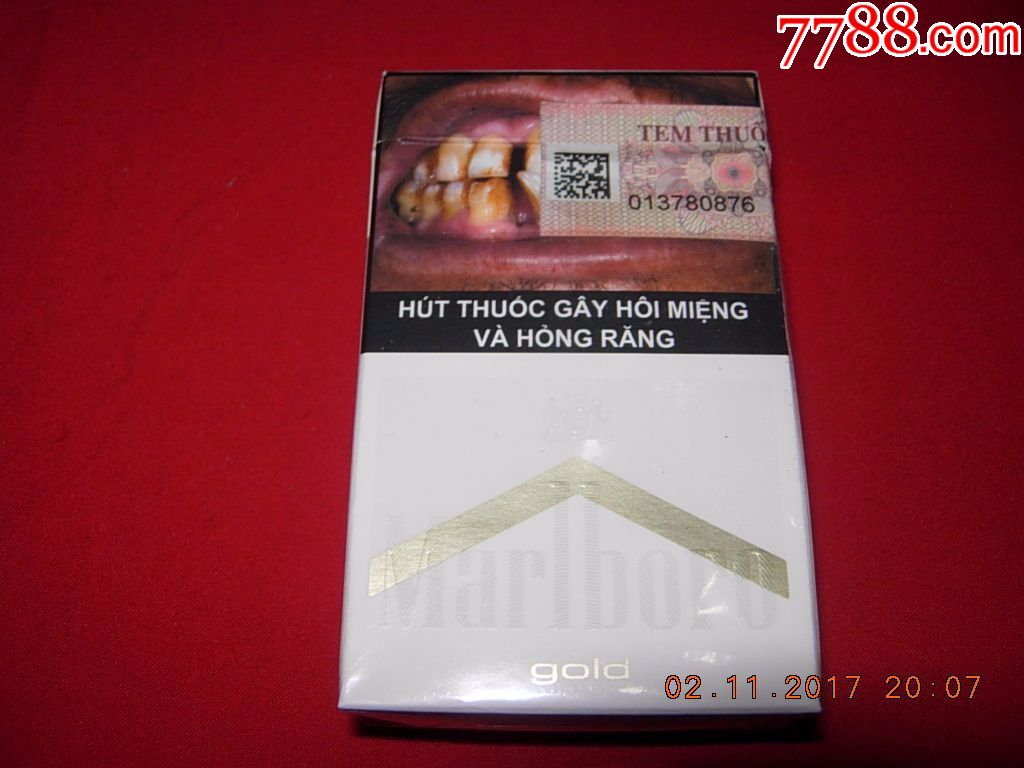 7788.com
TEM THUỐ
013780876
HÚT THUỐC GÂY HÔI MIỆNG
VÀ HỎNG RĂNG
Marlboro
gold
02.11.2017 20:07